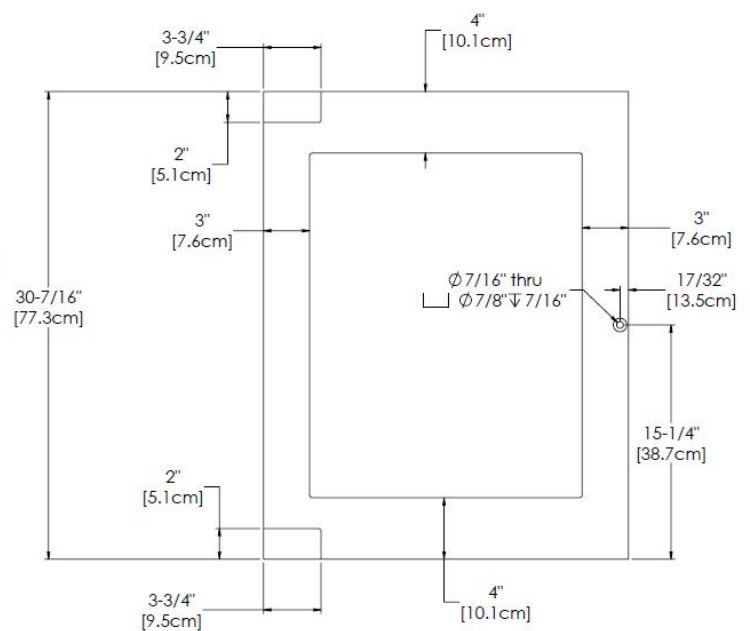 4"
[10.1cm]
3-3/4"
[9.5cm]
2"
[5.1cm]
3"
[7.6cm]
3"
[7.6cm]
⌀7/16" thru
⌴ ⌀7/8"↧7/16"
17/32"
[13.5cm]
30-7/16"
[77.3cm]
15-1/4"
[38.7cm]
2"
[5.1cm]
4"
[10.1cm]
3-3/4"
[9.5cm]